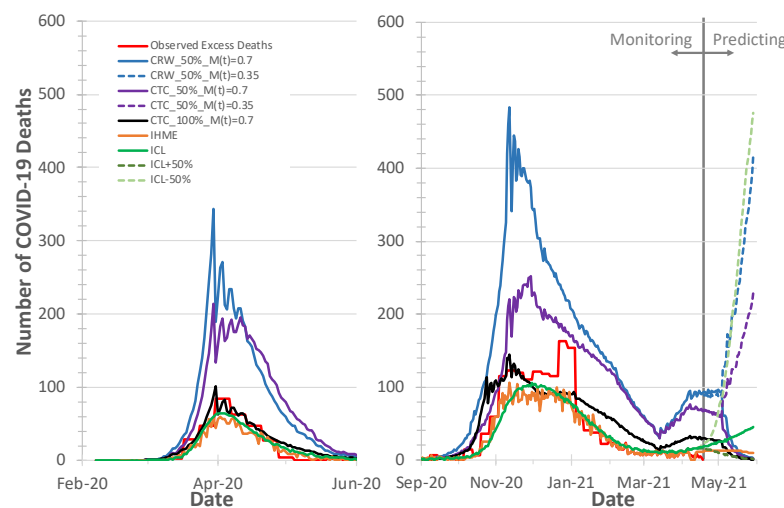 600
500
400
300
200
100
0
Number of COVID-19 Deaths
Observed Excess Deaths
CRW_50%_M(t)=0.7
CRW_50%_M(t)=0.35
CTC_50%_M(t)=0.7
CTC_50%_M(t)=0.35
CTC_100%_M(t)=0.7
IHME
ICL
ICL+50%
ICL-50%
Feb-20 Apr-20 Jun-20
Date
600
500
400
300
200
100
0
Monitoring Predicting
Sep-20 Nov-20 Jan-21 Mar-21 May-21
Date